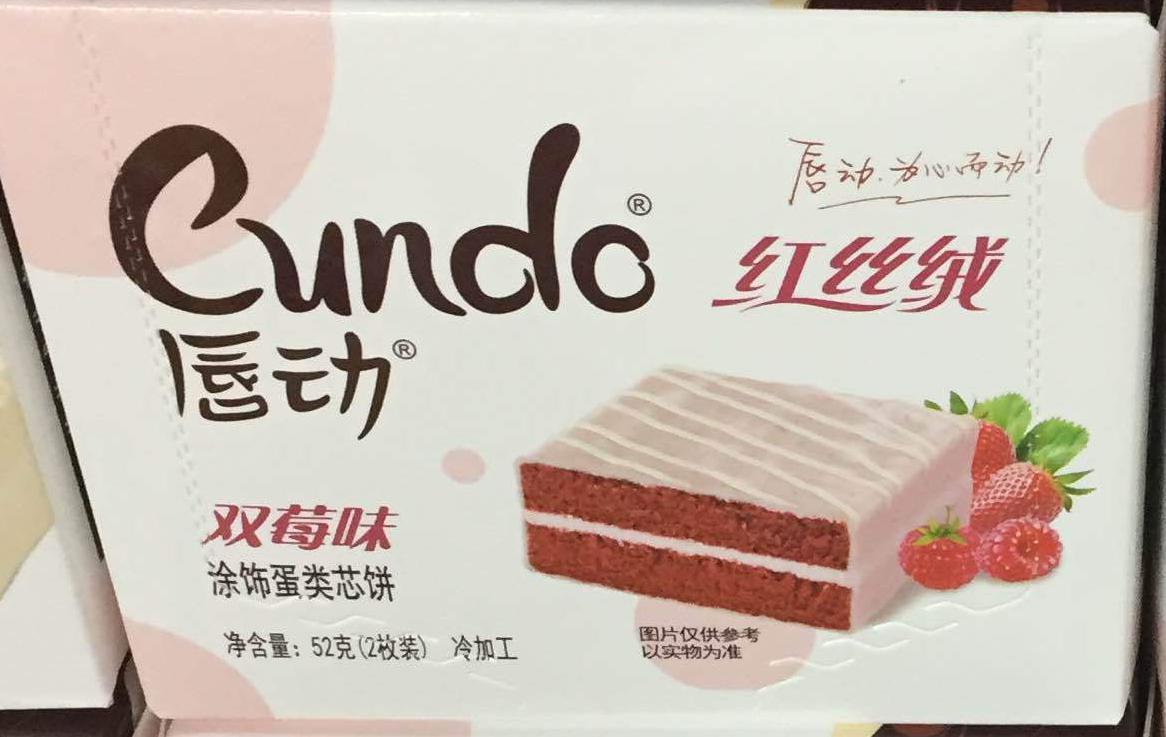 Cundo®
唇动®
唇动.为心而动!
红丝绒
双莓味
涂饰蛋类芯饼
净含量：52克(2枚装) 冷加工
图片仅供参考
以实物为准